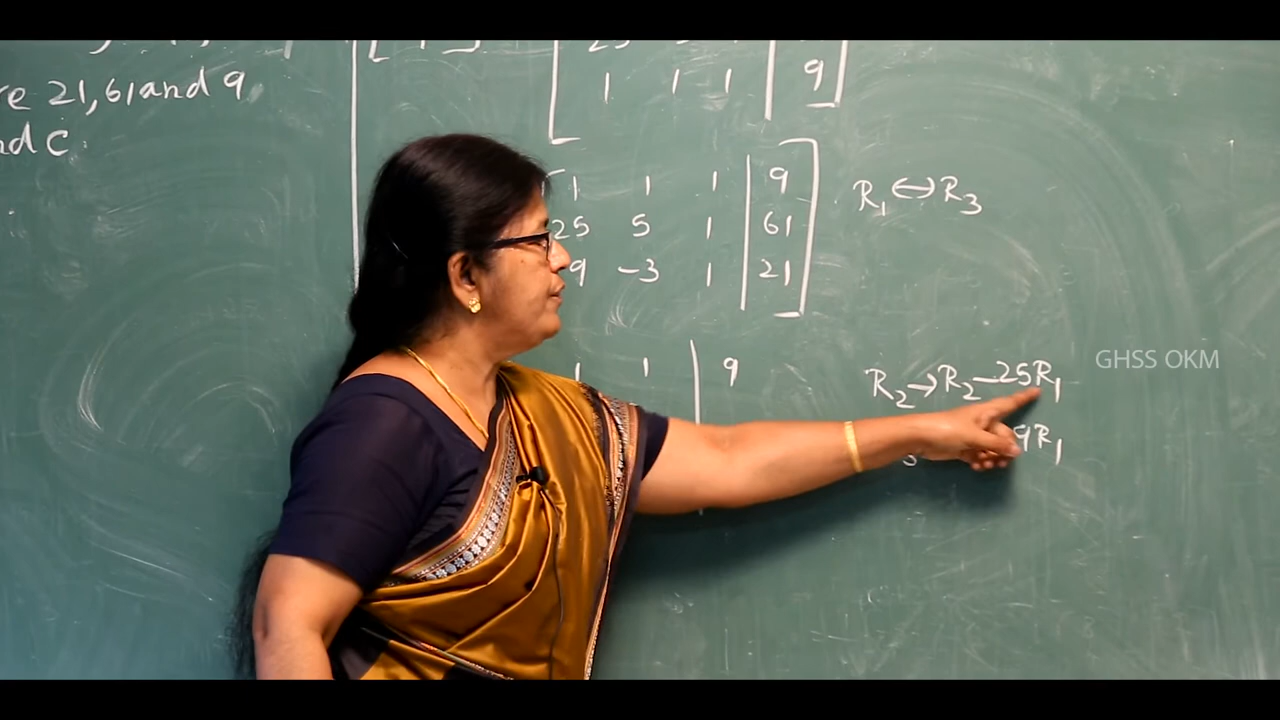 re 21, 61 and 9
nd C.
1 1 1 | 9
1 1 1 | 9
R1 ↔ R3
25 5 1 | 61
9 -3 1 | 21
1 1 | 9
R2 → R2 - 25R1
9R1
GHSS OKM